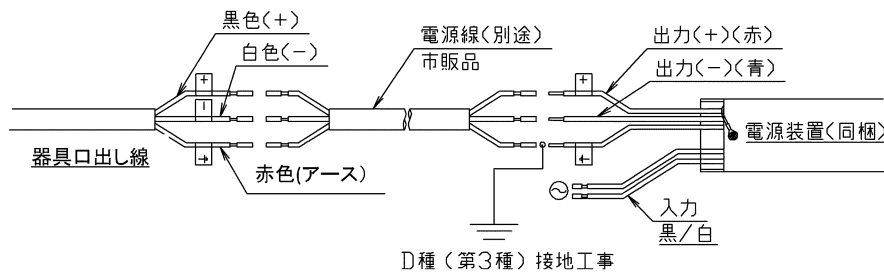 黒色(+)
白色(-)
電源線(別途)
市販品
出力(+)(赤)
出力(-)(青)
+
-
+
器具口出し線
赤色(アース)
電源装置(同梱)
入力
黒/白
D種(第3種)接地工事